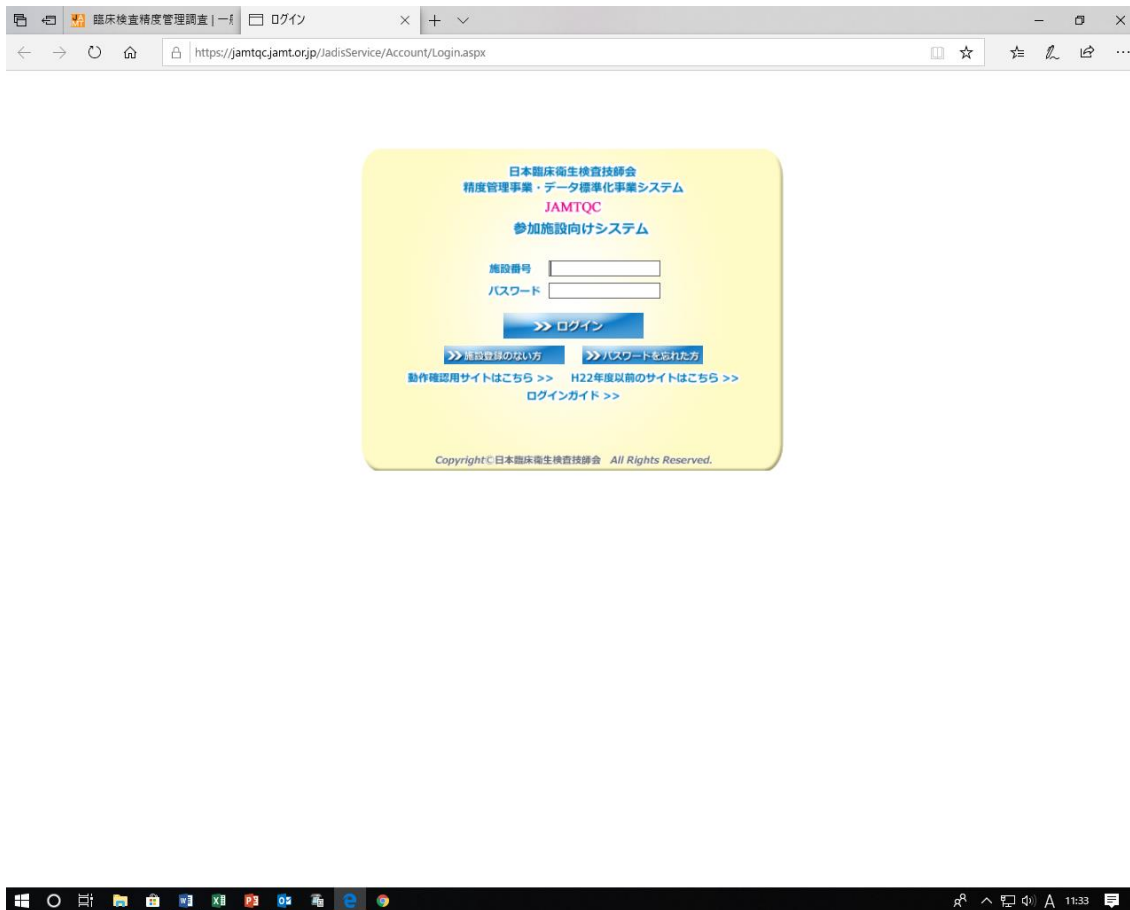 臨床検査精度管理調査 | 一般
ログイン
https://jamtqc.jamt.or.jp/JadisService/Account/Login.aspx
日本臨床衛生検査技師会
精度管理事業・データ標準化事業システム
JAMTQC
参加施設向けシステム
施設番号
パスワード
>> ログイン
>> 施設登録のない方
>> パスワードを忘れた方
動作確認用サイトはこちら >>
H22年度以前のサイトはこちら >>
ログインガイド >>
Copyright©日本臨床衛生検査技師会 All Rights Reserved.
A 11:33